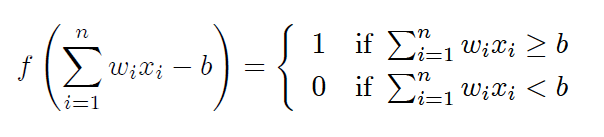 f ( ∑_{i=1}^{n} w_i x_i − b ) = { 1 if ∑_{i=1}^{n} w_i x_i ≥ b
0 if ∑_{i=1}^{n} w_i x_i < b